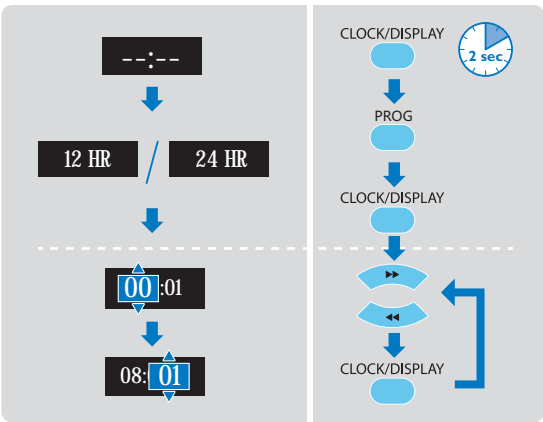 --:--
12 HR / 24 HR
00:01
08:01
CLOCK/DISPLAY
2 sec
PROG
CLOCK/DISPLAY
CLOCK/DISPLAY